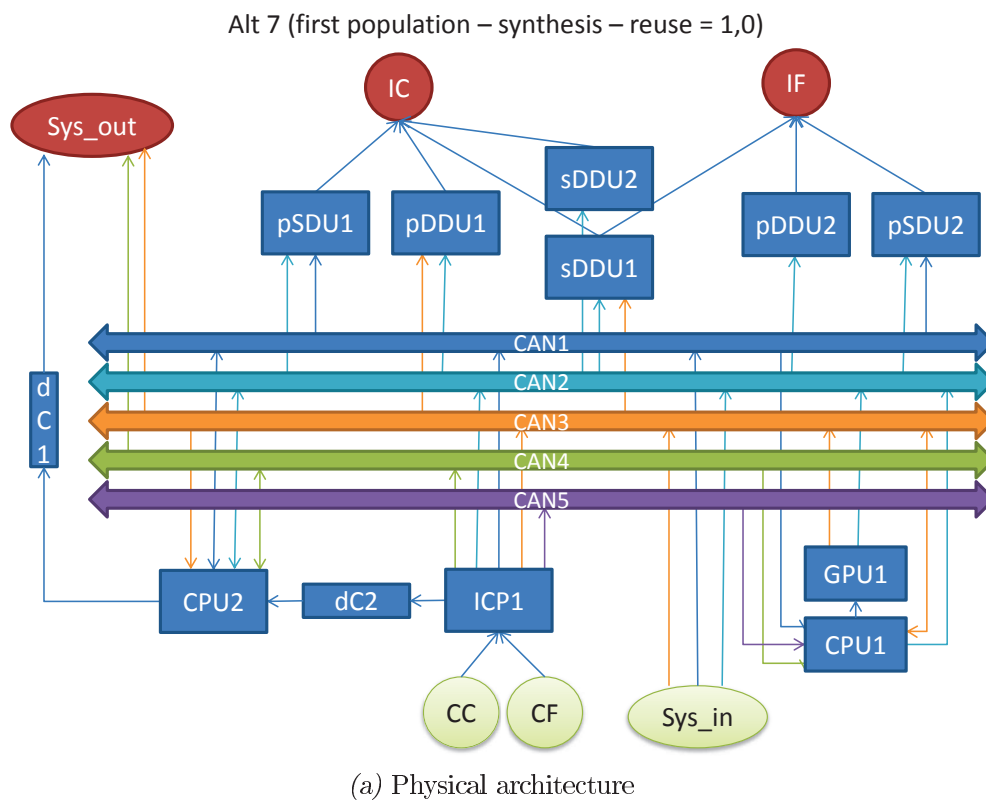 Alt 7 (first population – synthesis – reuse = 1,0)
IC
IF
Sys_out
sDDU2
pSDU1
pDDU1
pDDU2
pSDU2
sDDU1
CAN1
d
C
1
CAN2
CAN3
CAN4
CAN5
GPU1
CPU2
dC2
ICP1
CPU1
CC
CF
Sys_in
(a) Physical architecture